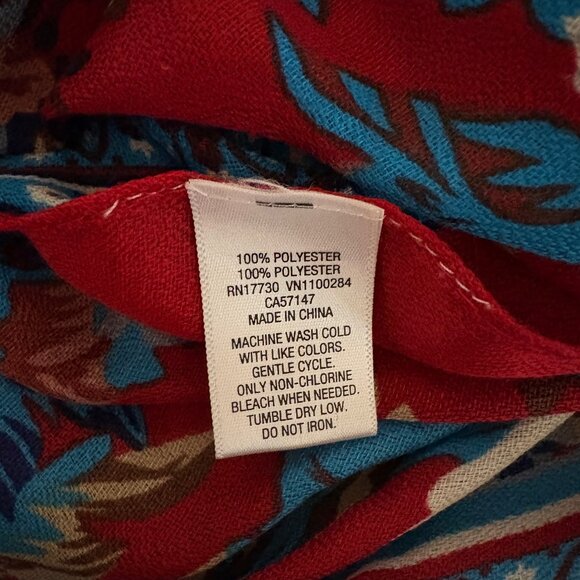 100% POLYESTER
100% POLYESTER
RN17730 VN1100284
CA57147
MADE IN CHINA
MACHINE WASH COLD
WITH LIKE COLORS.
GENTLE CYCLE.
ONLY NON-CHLORINE
BLEACH WHEN NEEDED.
TUMBLE DRY LOW.
DO NOT IRON.